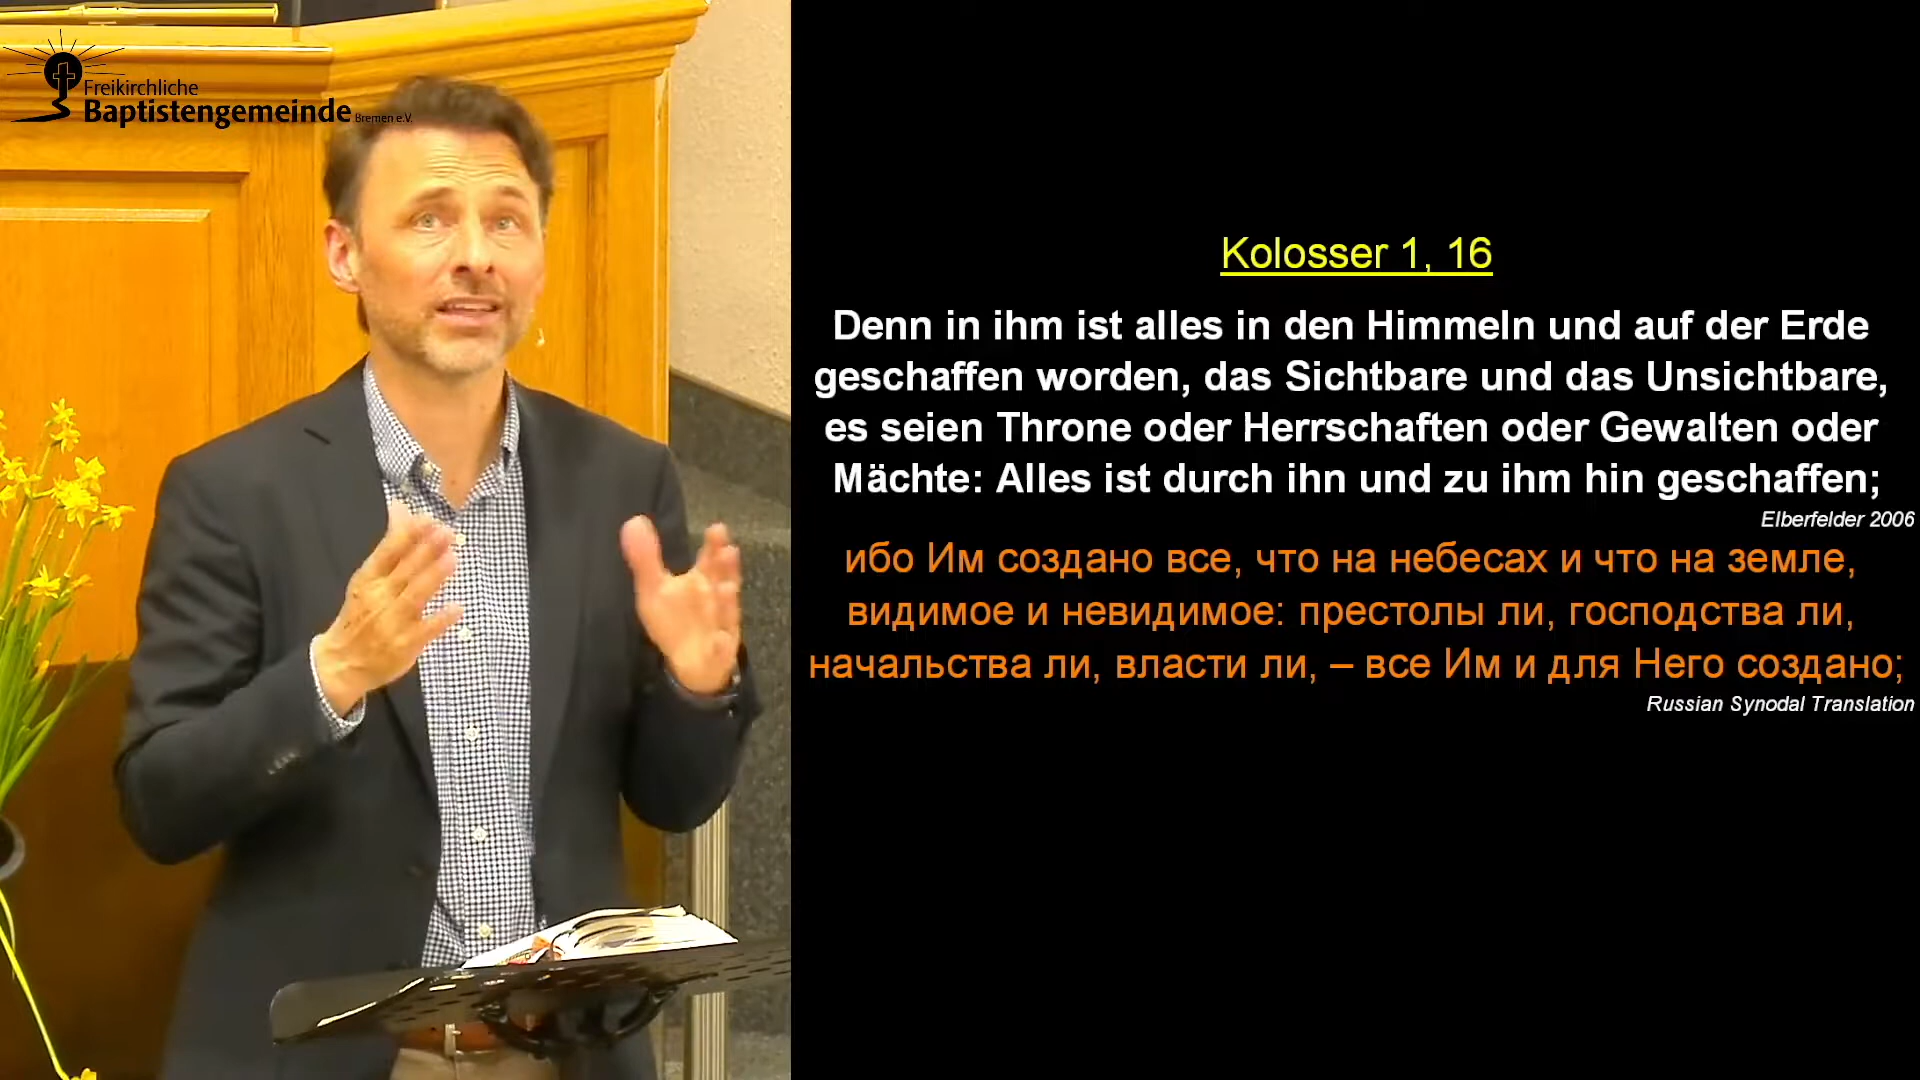 Freikirchliche
Baptistengemeinde Bremen e.V.
Kolosser 1, 16
Denn in ihm ist alles in den Himmeln und auf der Erde
geschaffen worden, das Sichtbare und das Unsichtbare,
es seien Throne oder Herrschaften oder Gewalten oder
Mächte: Alles ist durch ihn und zu ihm hin geschaffen;
Elberfelder 2006
ибо Им создано все, что на небесах и что на земле,
видимое и невидимое: престолы ли, господства ли,
начальства ли, власти ли, – все Им и для Него создано;
Russian Synodal Translation